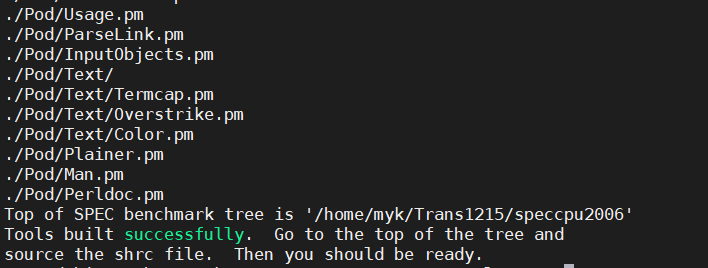 ./Pod/Usage.pm
./Pod/ParseLink.pm
./Pod/InputObjects.pm
./Pod/Text/
./Pod/Text/Termcap.pm
./Pod/Text/Overstrike.pm
./Pod/Text/Color.pm
./Pod/Plainer.pm
./Pod/Man.pm
./Pod/Perldoc.pm
Top of SPEC benchmark tree is '/home/myk/Trans1215/speccpu2006'
Tools built successfully.  Go to the top of the tree and
source the shrc file.  Then you should be ready.